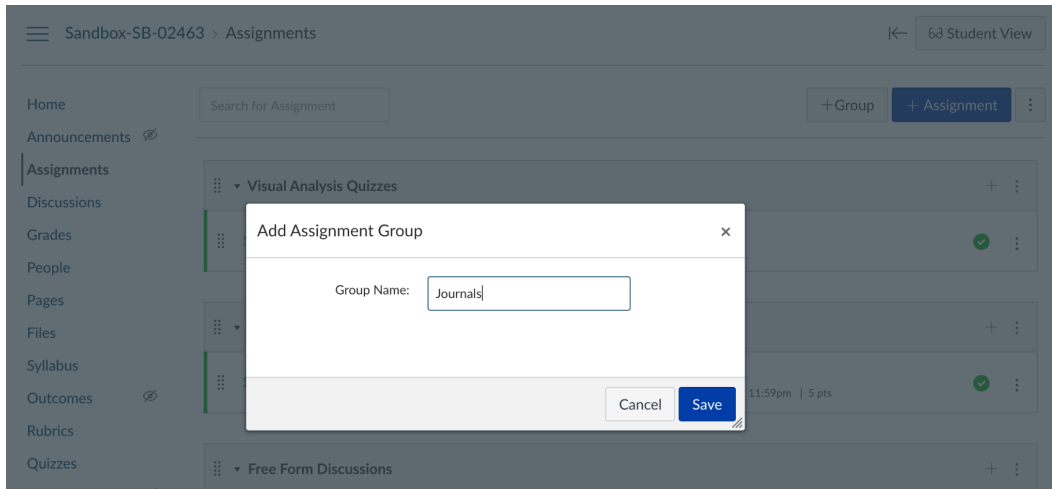 Sandbox-SB-02463 > Assignments
Student View
Home
Announcements
Assignments
Discussions
Grades
People
Pages
Files
Syllabus
Outcomes
Rubrics
Quizzes
Search for Assignment
+Group
+ Assignment
Visual Analysis Quizzes
Add Assignment Group
×
Group Name:
Journals
Cancel
Save
11:59pm | 5 pts
Free Form Discussions